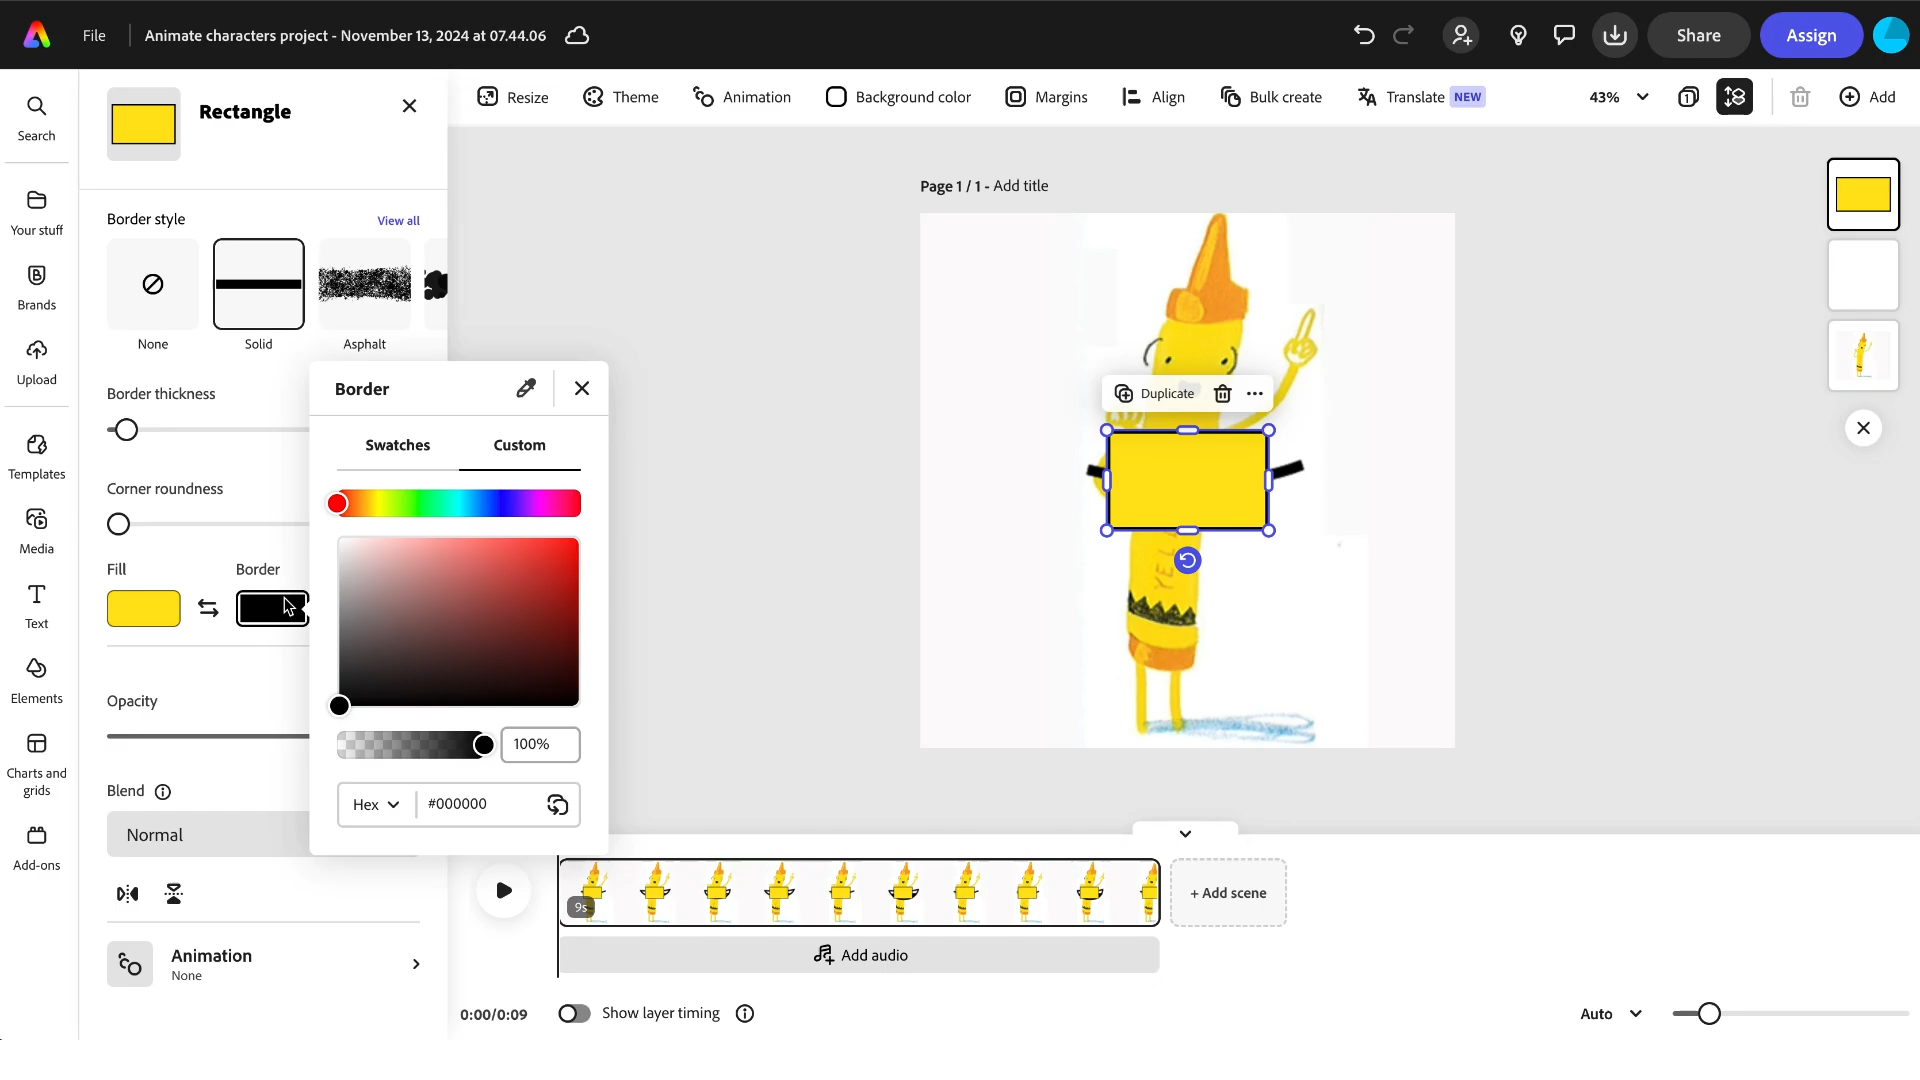 File
Animate characters project - November 13, 2024 at 07.44.06
Share
Assign
Resize
Theme
Animation
Background color
Margins
Align
Bulk create
Translate NEW
43%
1
Add
Search
Your stuff
Brands
Upload
Templates
Media
Text
Elements
Charts and
grids
Add-ons
Rectangle
Border style
View all
None
Solid
Asphalt
Border thickness
Corner roundness
Fill
Border
Opacity
Blend
Normal
Animation
None
Border
Swatches
Custom
100%
Hex
#000000
Page 1 / 1 - Add title
Duplicate
YEL
9s
+ Add scene
Add audio
0:00/0:09
Show layer timing
Auto